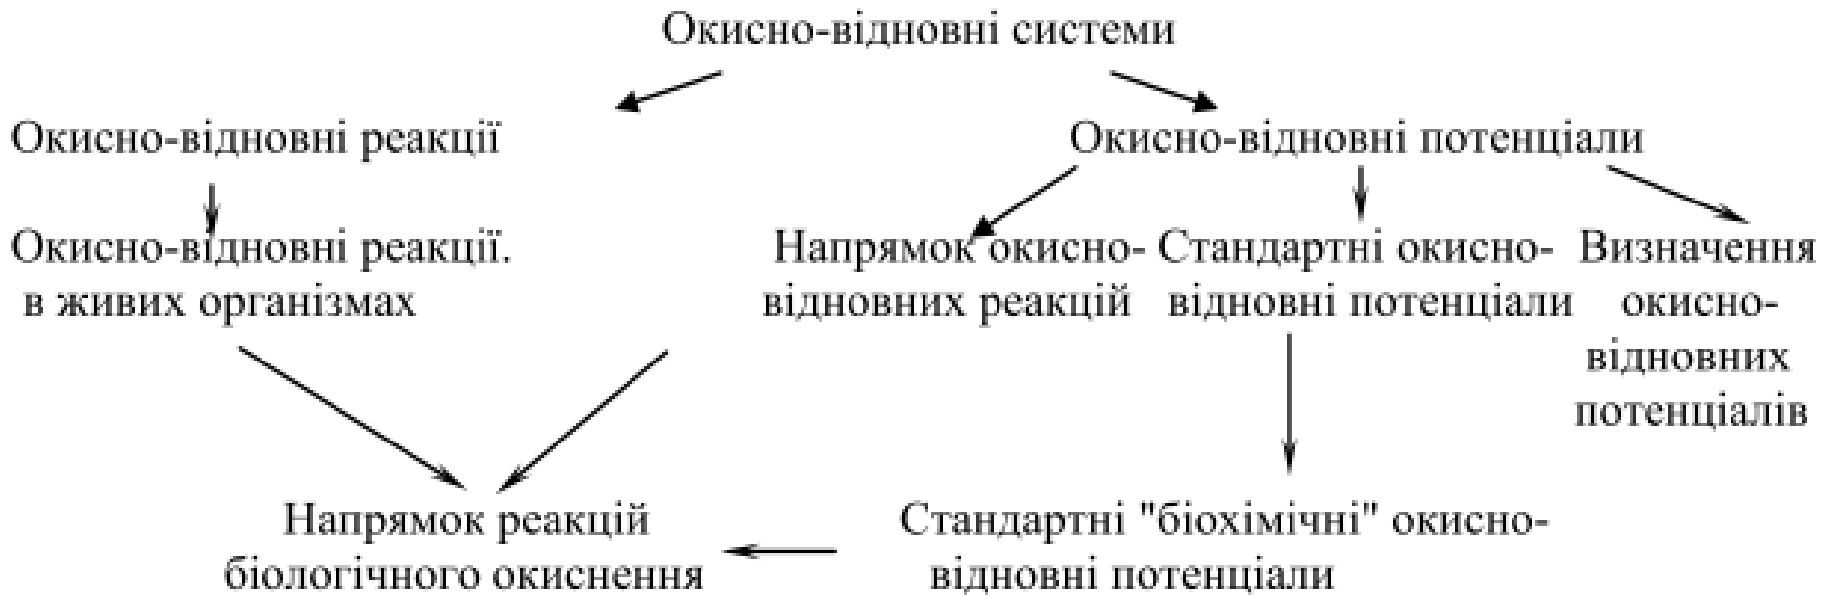 Окисно-відновні системи
Окисно-відновні реакції
Окисно-відновні потенціали
Окисно-відновні реакції.
в живих організмах
Напрямок окисно-
відновних реакцій
Стандартні окисно-
відновні потенціали
Визначення
окисно-
відновних
потенціалів
Напрямок реакцій
біологічного окиснення
Стандартні "біохімічні" окисно-
відновні потенціали